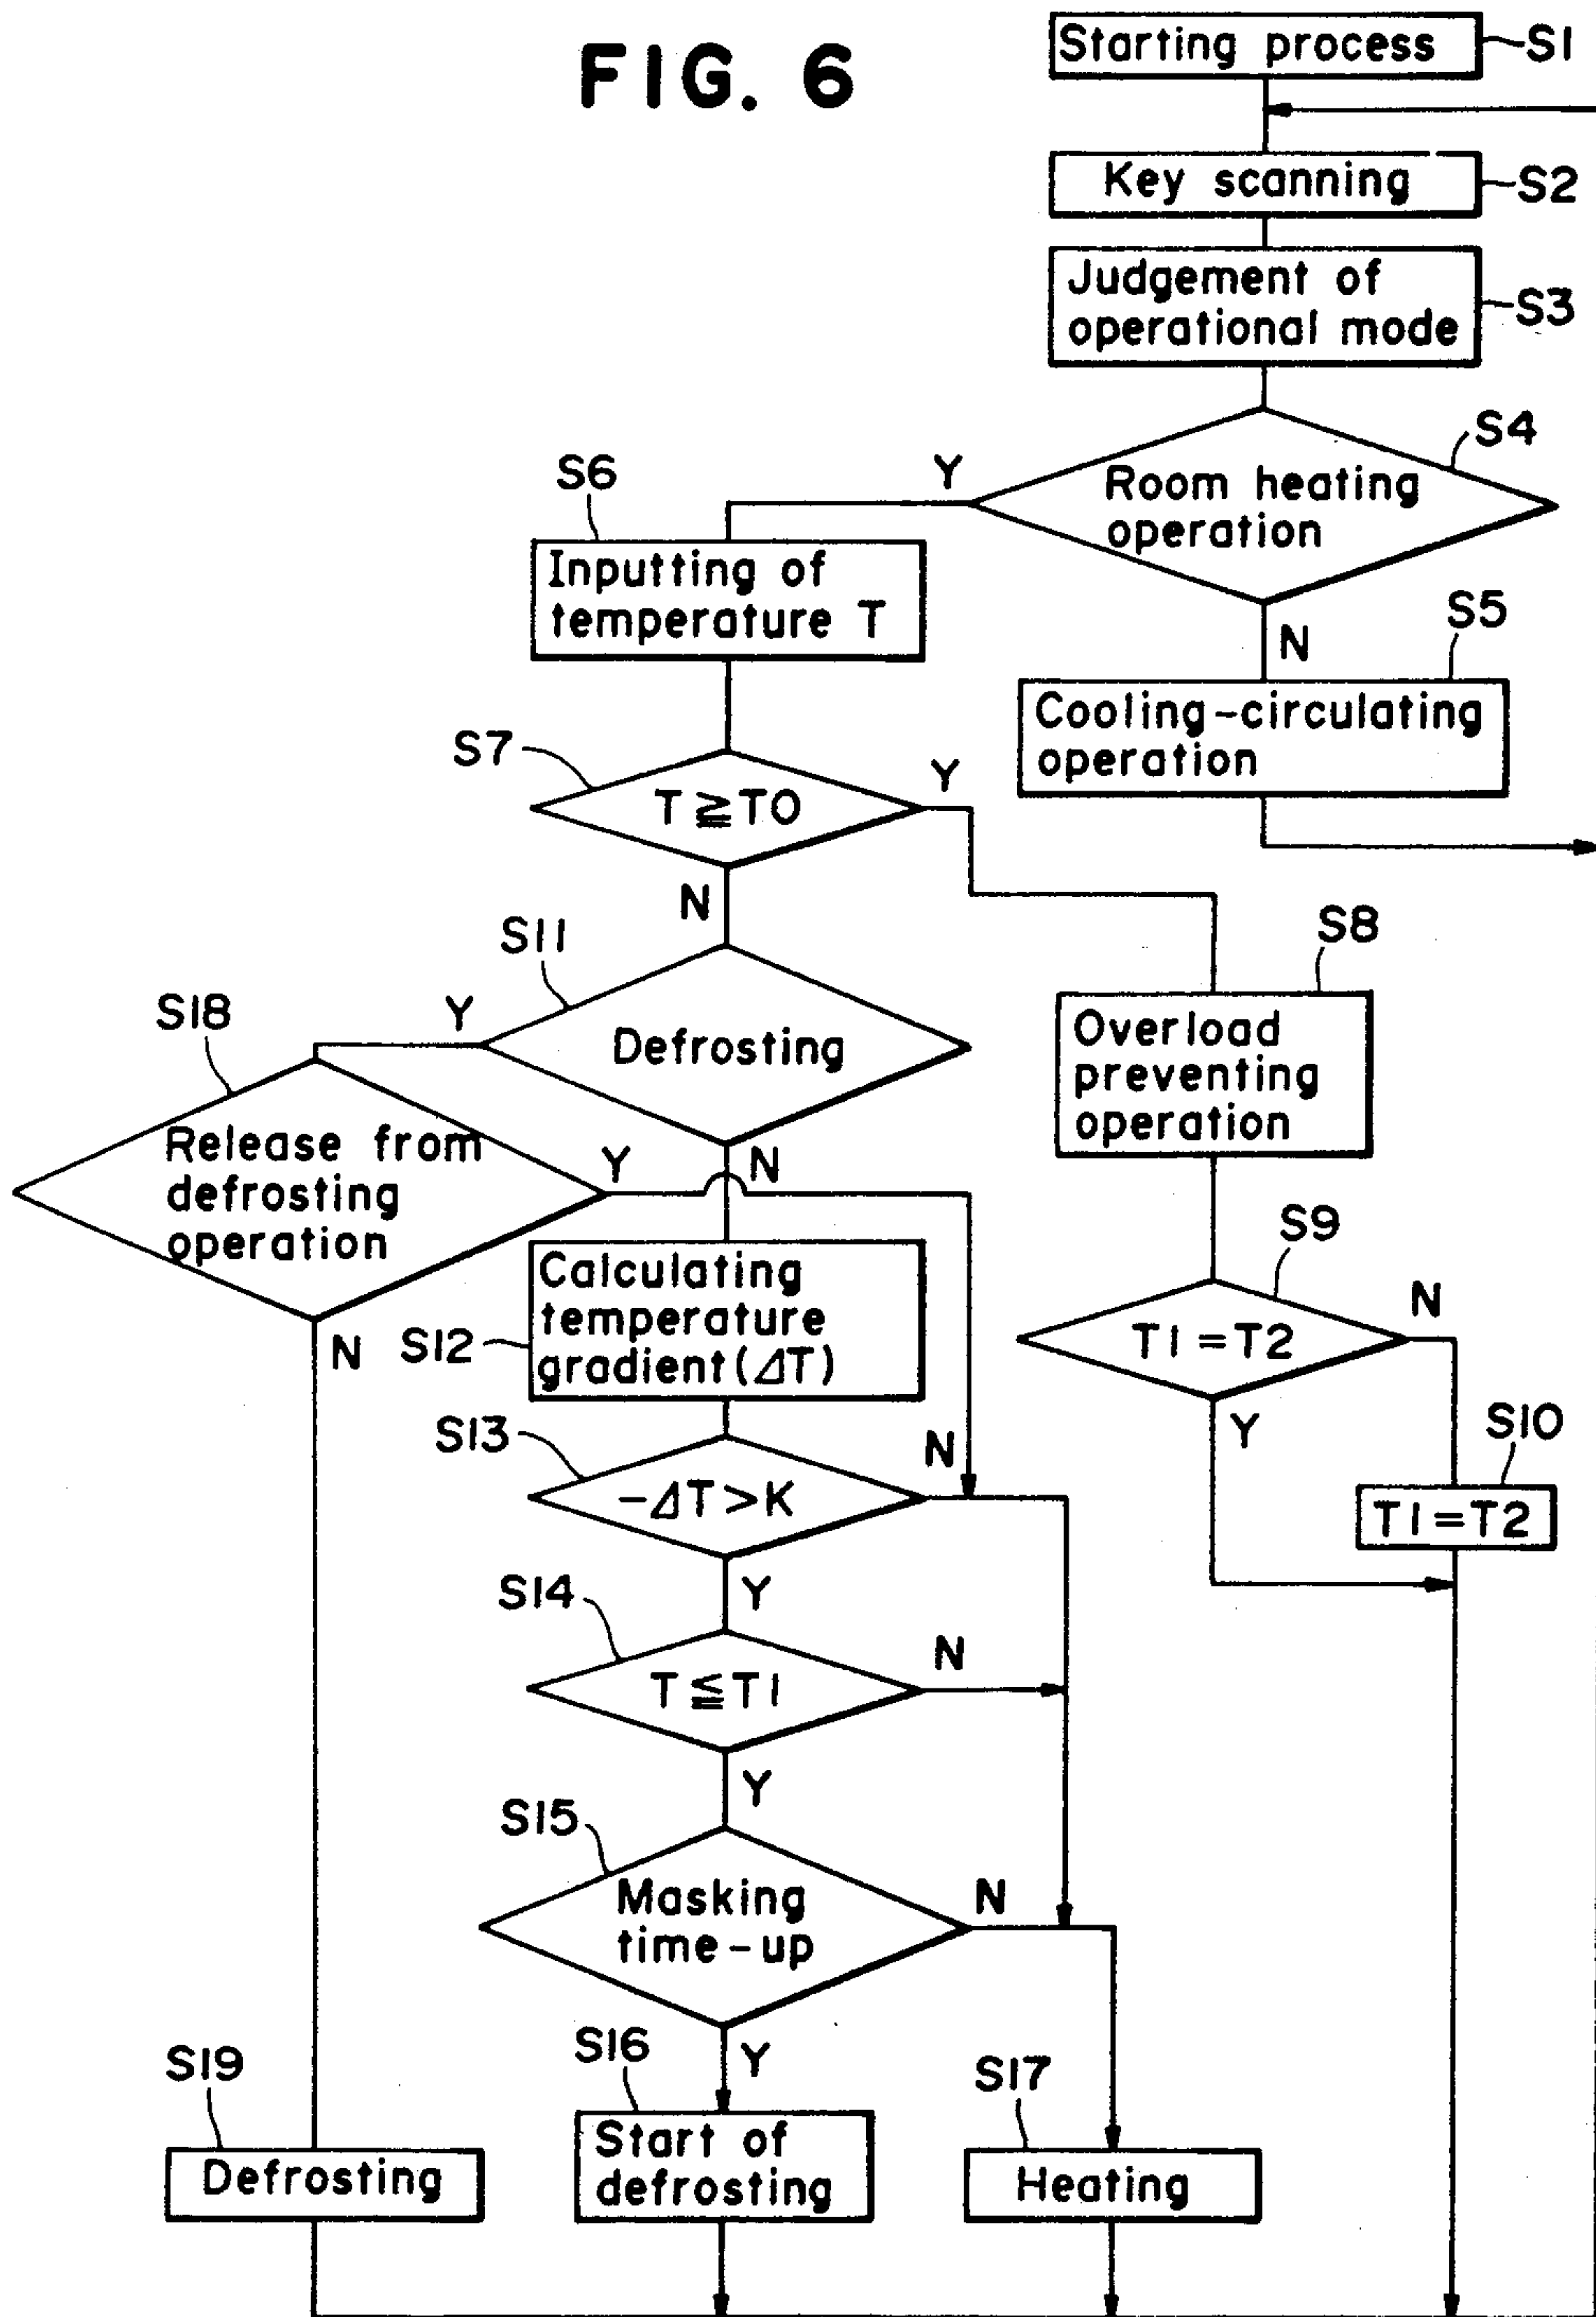 FIG. 6
Starting process
S1
Key scanning
S2
Judgement of
operational mode
S3
S4
Room heating
operation
Y
N
S6
Inputting of
temperature T
S5
Cooling-circulating
operation
S7
T ≧ T0
Y
N
S8
Overload
preventing
operation
S11
Defrosting
Y
N
S18
Release from
defrosting
operation
Y
N
S9
T1=T2
N
Y
S10
T1=T2
S12
Calculating
temperature
gradient(ΔT)
S13
-ΔT>K
N
Y
S14
T≦T1
N
Y
S15
Masking
time-up
N
Y
S19
Defrosting
S16
Start of
defrosting
S17
Heating